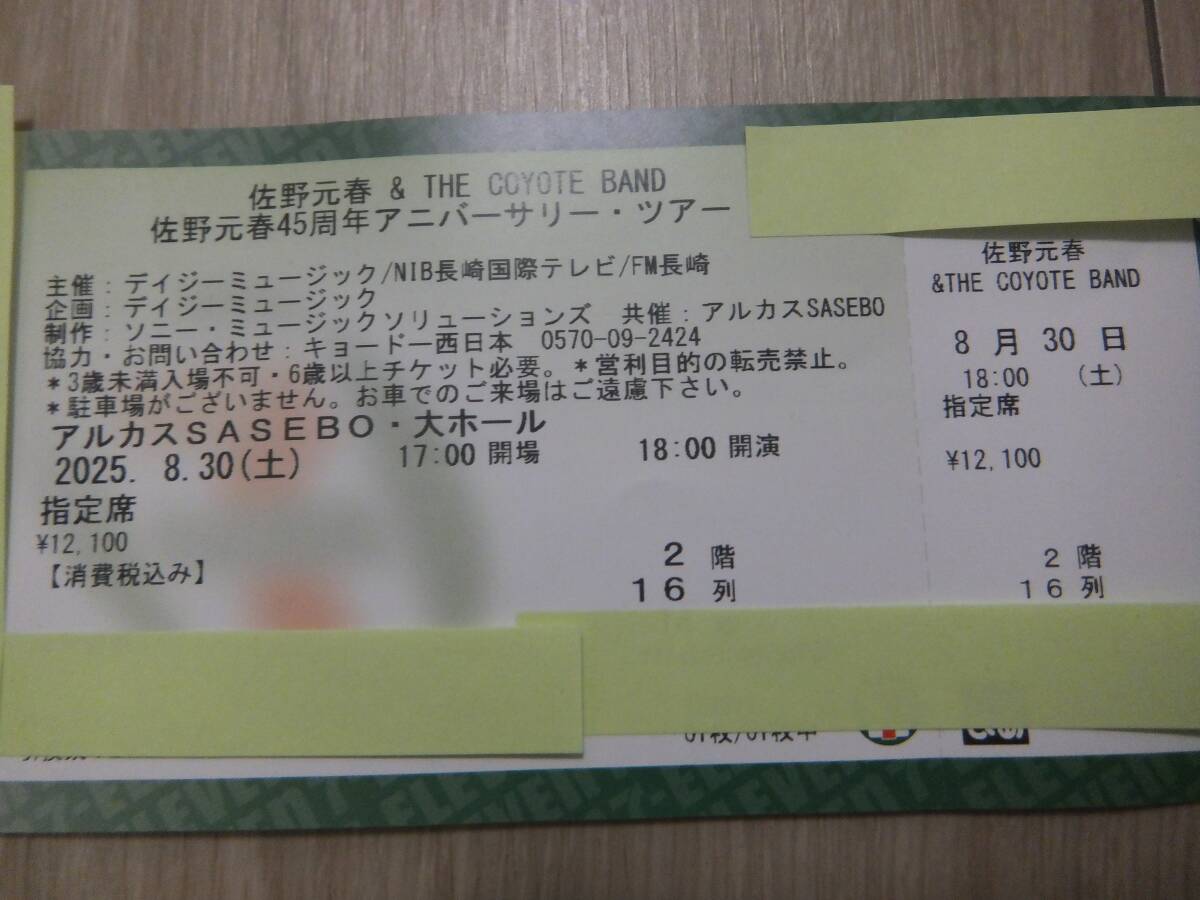 佐野元春 & THE COYOTE BAND
佐野元春45周年アニバーサリー・ツアー
主催:デイジーミュージック/NIB長崎国際テレビ/FM長崎
企画:デイジーミュージック
制作:ソニー・ミュージックソリューションズ 共催:アルカスSASEBO
協力・お問い合わせ:キョードー西日本 0570-09-2424
*3歳未満入場不可・6歳以上チケット必要。*営利目的の転売禁止。
*駐車場がございません。お車でのご来場はご遠慮下さい。
アルカスSASEBO・大ホール
2025. 8.30(土) 17:00 開場 18:00 開演
指定席
¥12,100
【消費税込み】
2 階
16 列
01枚/01枚中
佐野元春
&THE COYOTE BAND
8 月 30 日
18:00 (土)
指定席
¥12,100
2 階
16 列